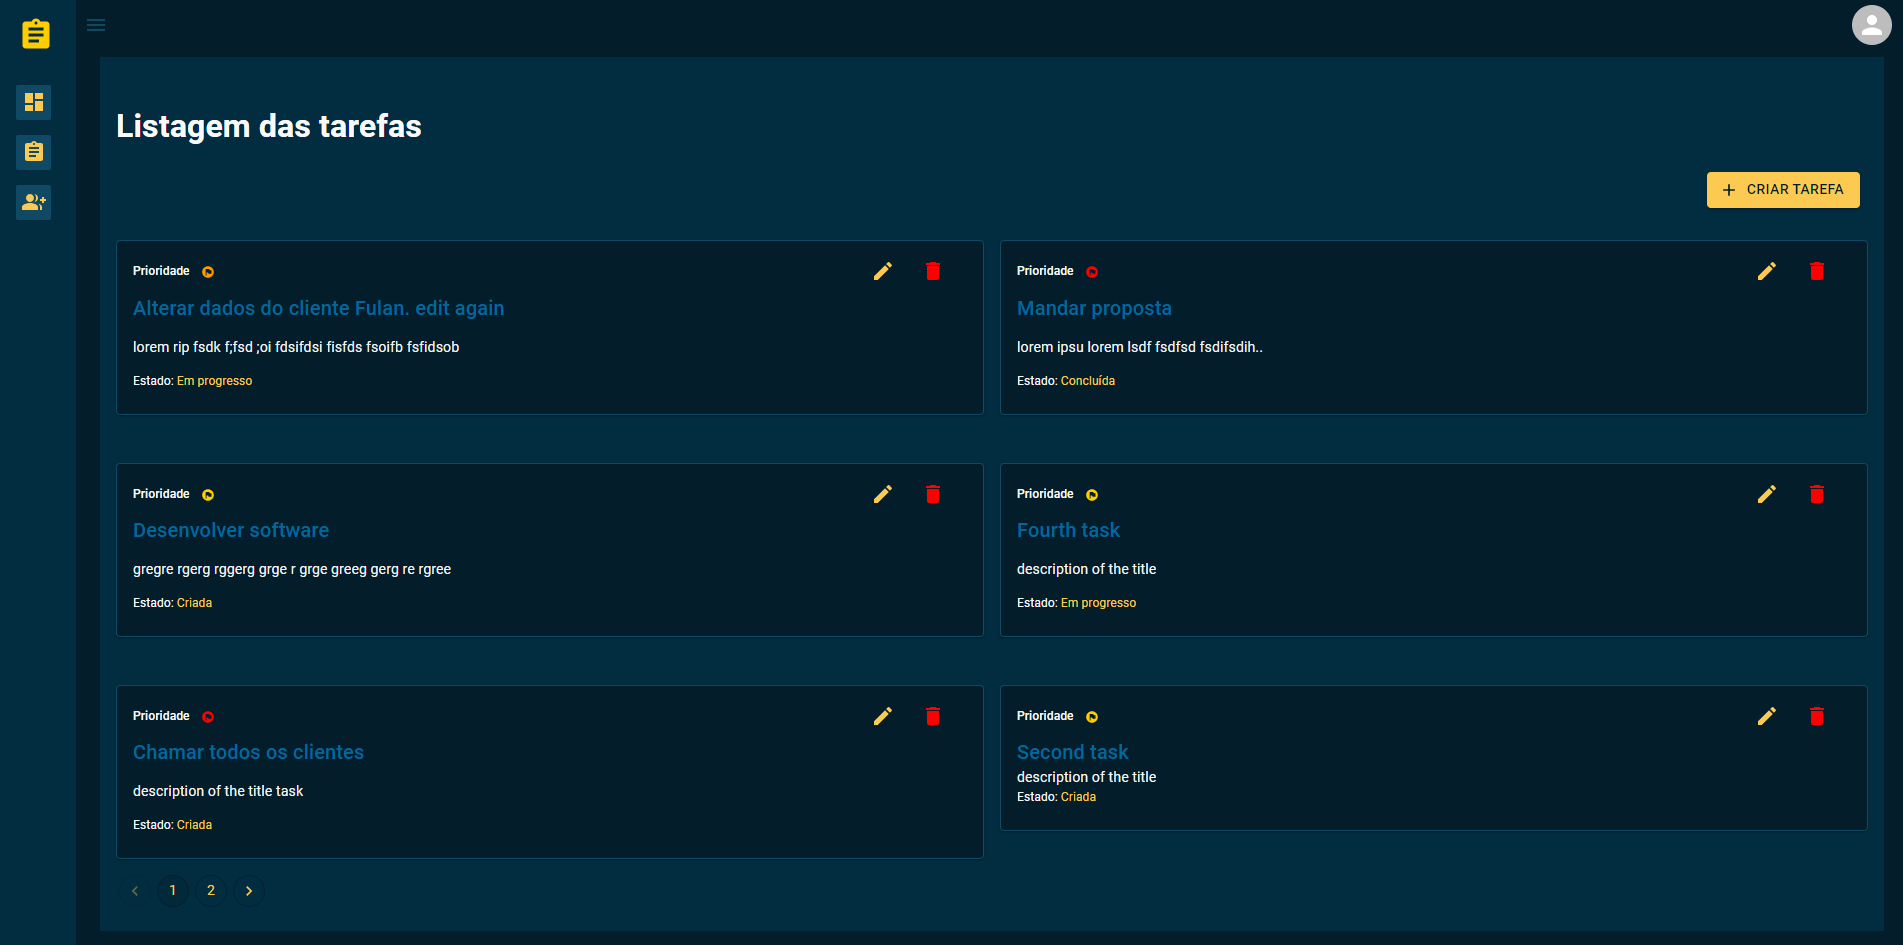 Listagem das tarefas
CRIAR TAREFA
Prioridade
Alterar dados do cliente Fulan. edit again
lorem rip fsdk f;fsd ;oi fdsifdsi fisfds fsoifb fsfidsob
Estado: Em progresso
Prioridade
Mandar proposta
lorem ipsu lorem lsdf fsdfsd fsdifsdih..
Estado: Concluída
Prioridade
Desenvolver software
gregre rgerg rggerg grge r grge greeg gerg re rgree
Estado: Criada
Prioridade
Fourth task
description of the title
Estado: Em progresso
Prioridade
Chamar todos os clientes
description of the title task
Estado: Criada
Prioridade
Second task
description of the title
Estado: Criada
1 2